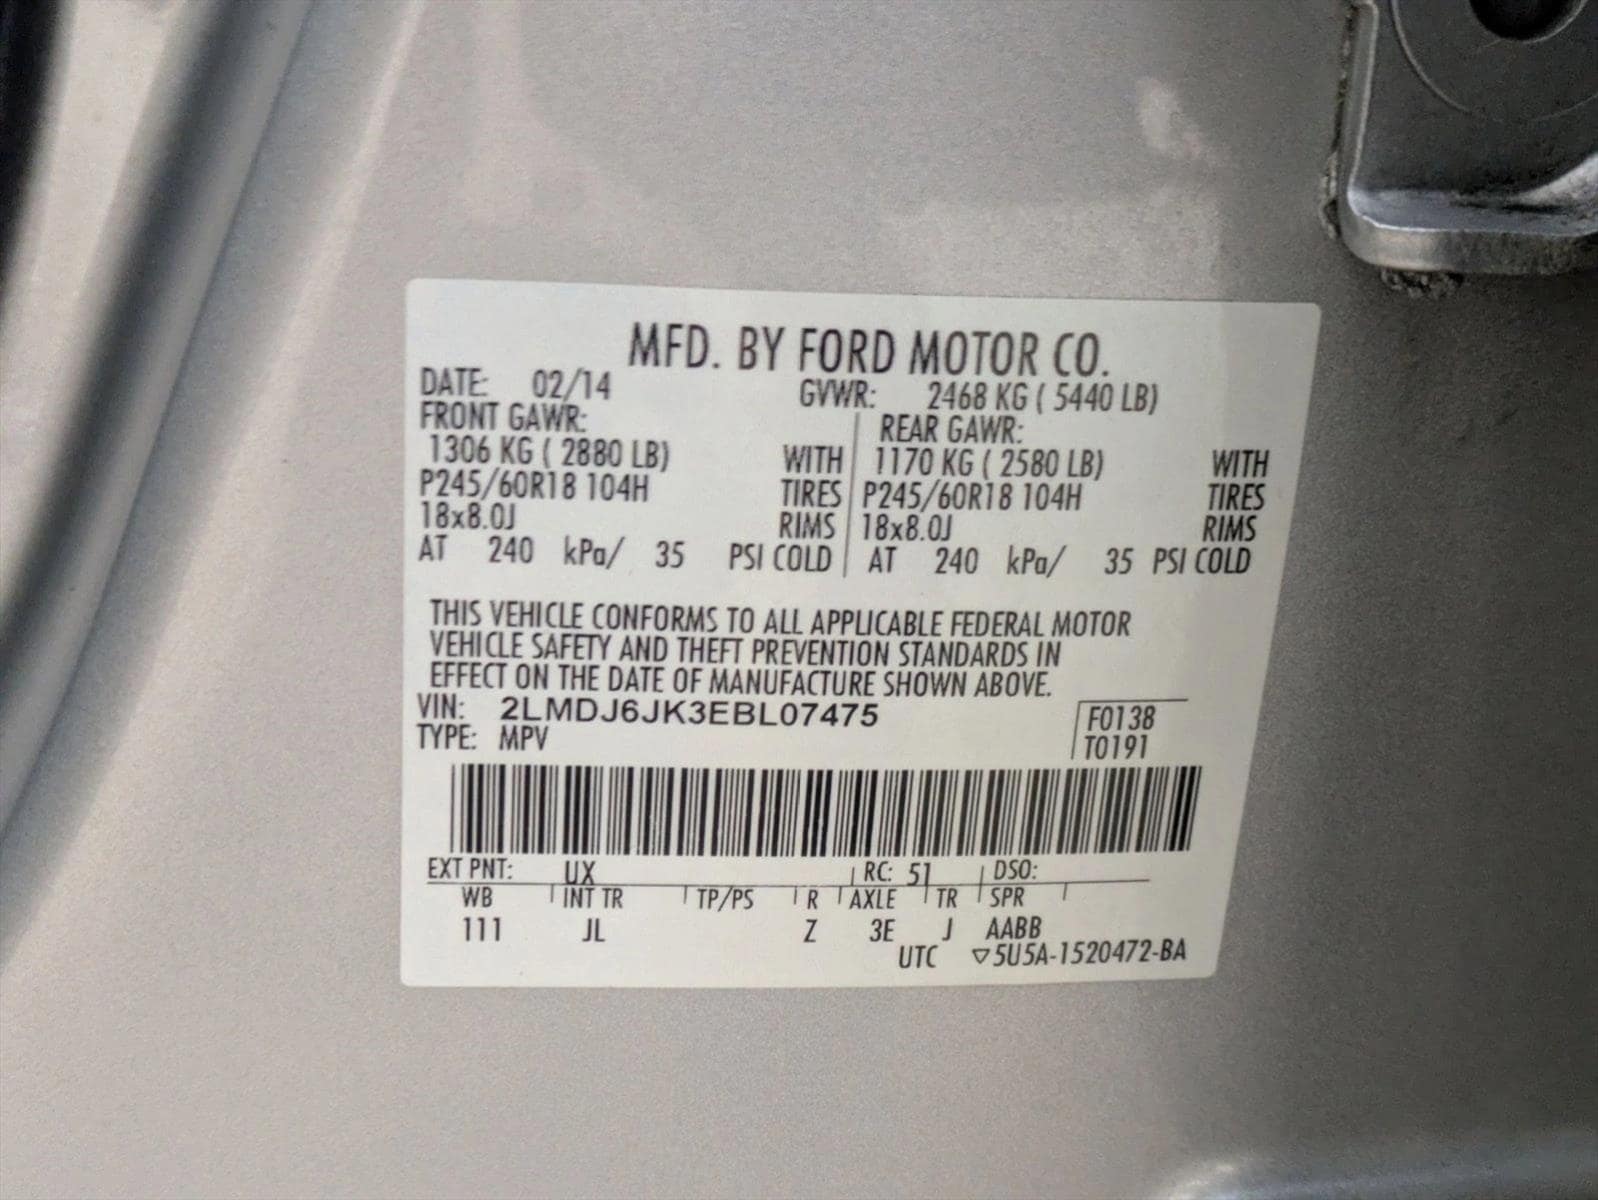 MFD. BY FORD MOTOR CO.
DATE: 02/14 GVWR: 2468 KG ( 5440 LB)
FRONT GAWR: REAR GAWR:
1306 KG ( 2880 LB) WITH 1170 KG ( 2580 LB) WITH
P245/60R18 104H TIRES P245/60R18 104H TIRES
18x8.0J RIMS 18x8.0J RIMS
AT 240 kPa/ 35 PSI COLD AT 240 kPa/ 35 PSI COLD
THIS VEHICLE CONFORMS TO ALL APPLICABLE FEDERAL MOTOR
VEHICLE SAFETY AND THEFT PREVENTION STANDARDS IN
EFFECT ON THE DATE OF MANUFACTURE SHOWN ABOVE.
VIN: 2LMDJ6JK3EBL07475 F0138
TYPE: MPV T0191
EXT PNT: UX RC: 51 DSO:
WB INT TR TP/PS R AXLE TR SPR
111 JL Z 3E J AABB
UTC ▽5U5A-1520472-BA